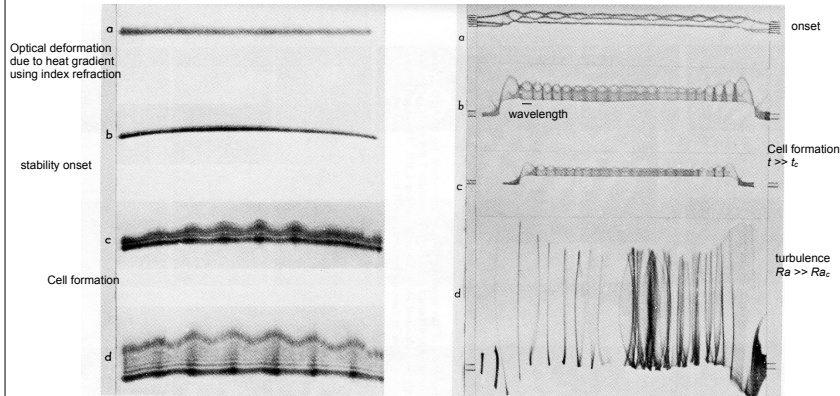 a
Optical deformation
due to heat gradient
using index refraction
b
stability onset
c
Cell formation
d
onset
a
b
wavelength
Cell formation
t >> tc
c
turbulence
Ra >> Rac
d